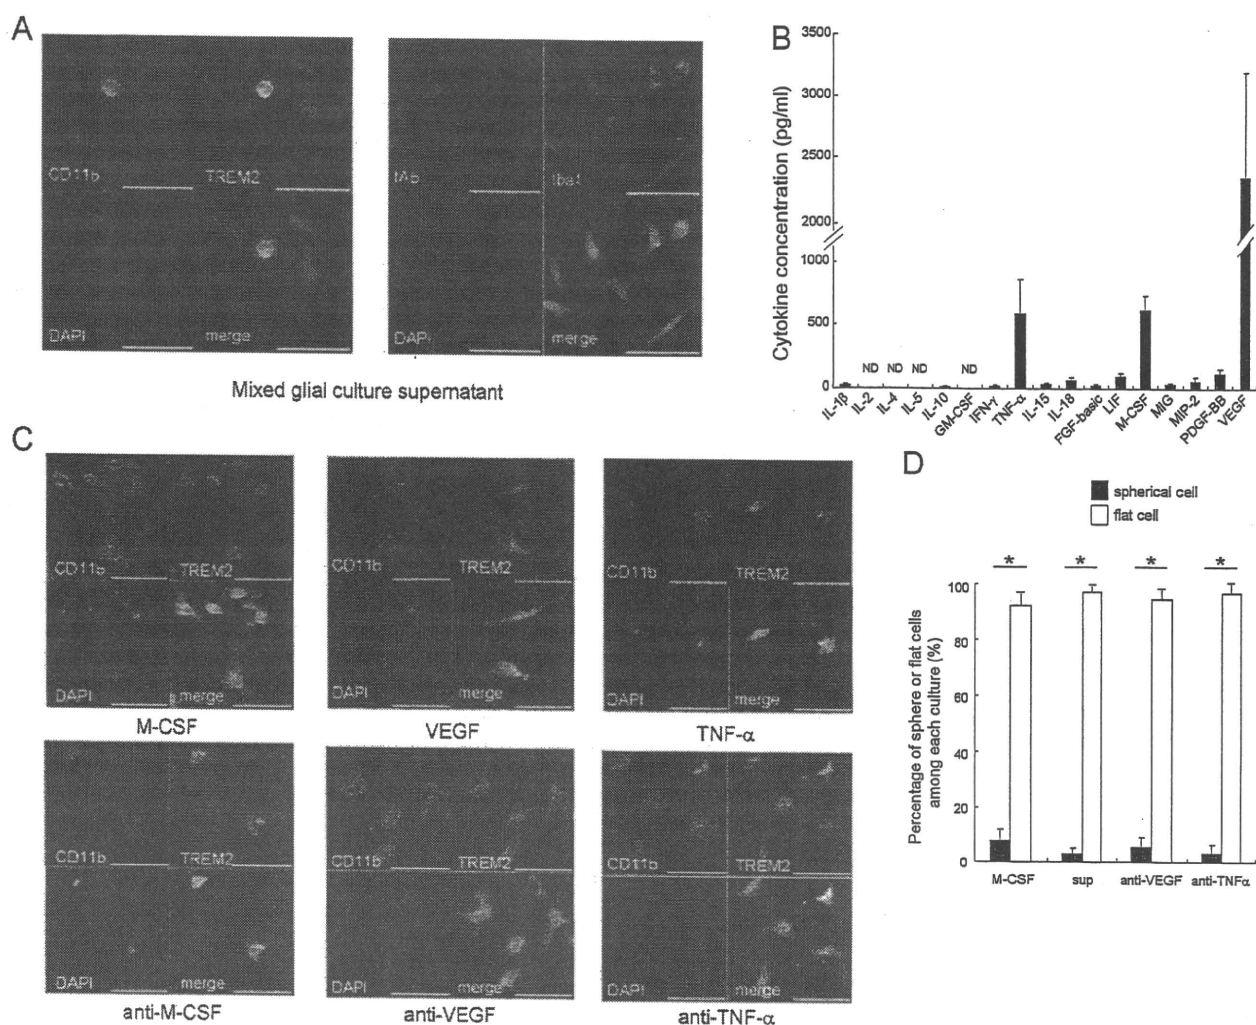 A
CD11b TREM2
DAPI merge
Iba1
DAPI merge
Mixed glial culture supernatant
B
Cytokine concentration (pg/ml)
3500
3000
2500
2000
1000
500
0
ND ND ND ND
IL-1β IL-2 IL-4 IL-5 IL-10 GM-CSF IFN-γ TNF-α IL-15 IL-18 FGF-basic LIF M-CSF MIG MIP-2 PDGF-BB VEGF
C
CD11b TREM2
DAPI merge
M-CSF
CD11b TREM2
DAPI merge
VEGF
CD11b TREM2
DAPI merge
TNF-α
CD11b TREM2
DAPI merge
anti-M-CSF
CD11b TREM2
DAPI merge
anti-VEGF
CD11b TREM2
DAPI merge
anti-TNF-α
D
spherical cell
flat cell
Percentage of sphere or flat cells
among each culture (%)
* * * *
100
80
60
40
20
0
M-CSF sup anti-VEGF anti-TNFα